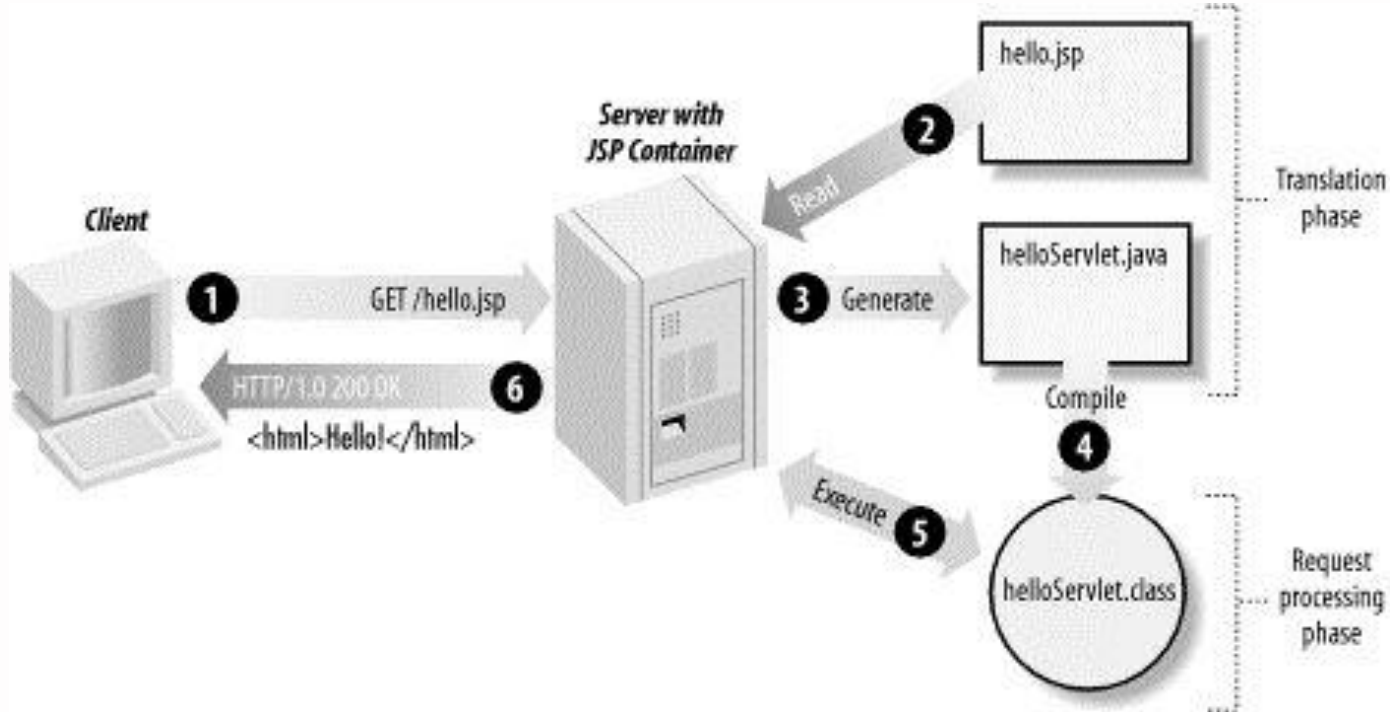 hello.jsp
2
Server with
JSP Container
Read
Translation
phase
Client
helloServlet.java
1
GET /hello.jsp
3
Generate
HTTP/1.0 200 OK
6
<html>Hello!</html>
Compile
4
Execute
5
helloServlet.class
Request
processing
phase